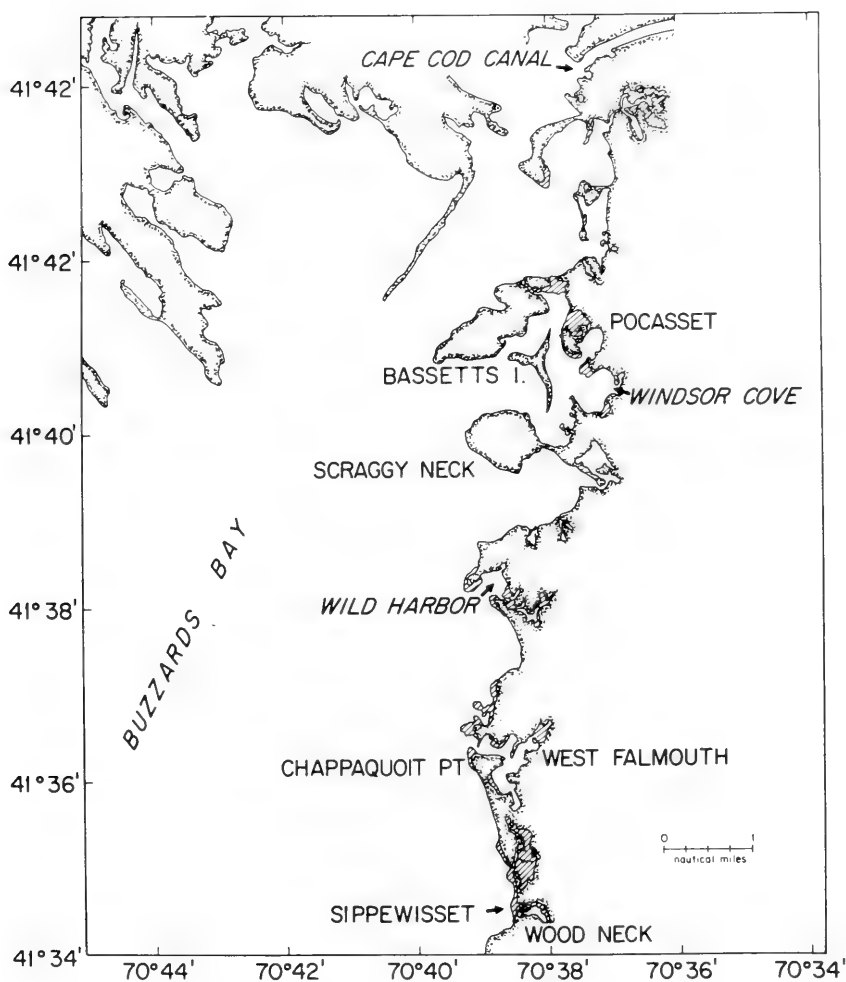 CAPE COD CANAL
41°42'
41°42'
POCASSET
BASSETTS I.
WINDSOR COVE
41°40'
SCRAGGY NECK
BUZZARDS BAY
41°38'
WILD HARBOR
WEST FALMOUTH
CHAPPAQUOIT PT
41°36'
0 1
nautical miles
SIPPEWISSET
WOOD NECK
41°34'
70°44' 70°42' 70°40' 70°38' 70°36' 70°34'